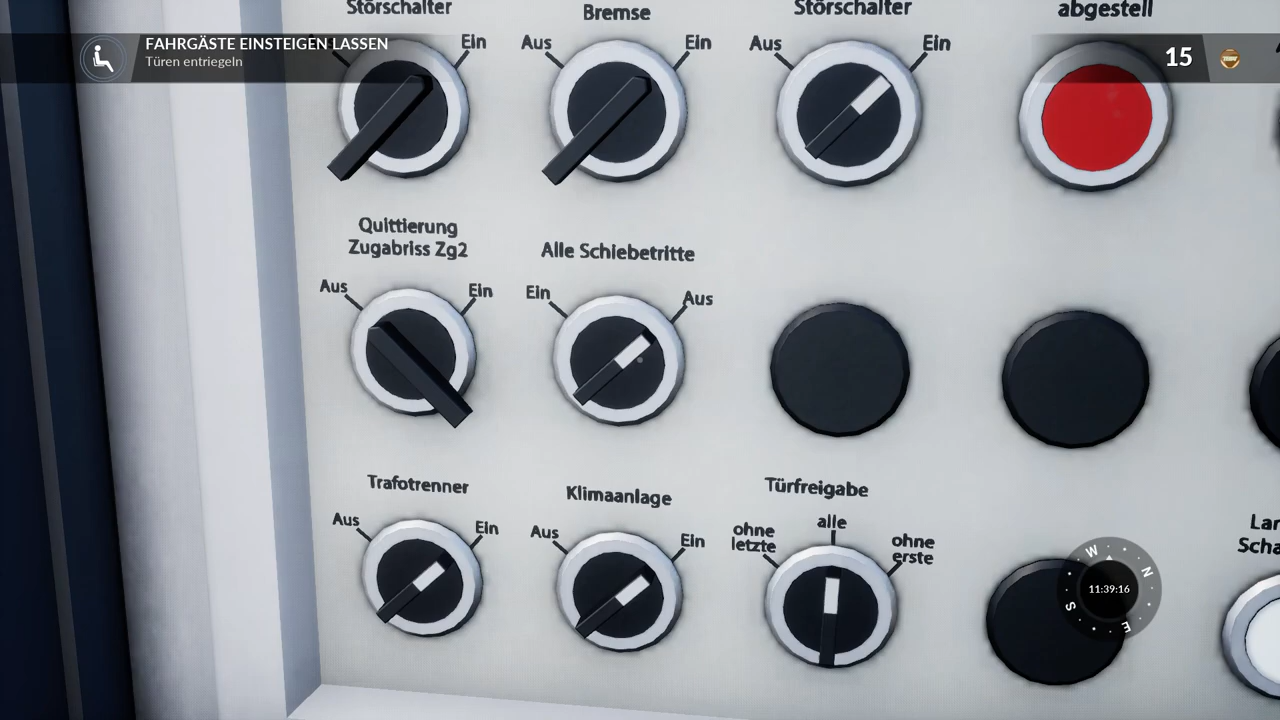 Störschalter
Bremse
Störschalter
abgestell
FAHRGÄSTE EINSTEIGEN LASSEN
Türen entriegeln
Ein
Aus
Ein
Aus
Ein
15
Quittierung
Zugabriss Zg2
Aus
Ein
Alle Schiebetritte
Ein
Aus
Trafotrenner
Aus
Ein
Klimaanlage
Aus
Ein
Türfreigabe
ohne
letzte
alle
ohne
erste
Lar
Scha
W
N
S
E
11:39:16